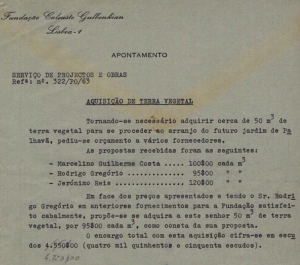 Fundação Calouste Gulbenkian
Lisboa-1
APONTAMENTO
SERVIÇO DE PROJECTOS E OBRAS
Refª: nª. 322/PO/63
AQUISIÇÃO DE TERRA VEGETAL
Tornando-se necessário adquirir cerca de 50 m3 de
terra vegetal para se proceder ao arranjo do futuro jardim de Pa
lhavã, pediu-se orçamento a vários fornecedores.
As propostas recebidas foram as seguintes:
- Marcelino Guilherme Costa ..... 100$00 cada m3
- Rodrigo Gregório ............... 95$00 " "
- Jerónimo Reis ................. 120$00 " "
Em face dos preços apresentados e tendo o Sr. Rodri
Gregório em anteriores fornecimentos para a Fundação satisfei
to cabalmente, propõe-se se adquira a este senhor 50 m3 de terra
vegetal, por 95$00 cada m3, como consta da sua proposta.
O encargo total com esta aquisição cifra-se em escu
dos 4.550$00 (quatro mil quinhentos e cinquenta escudos).